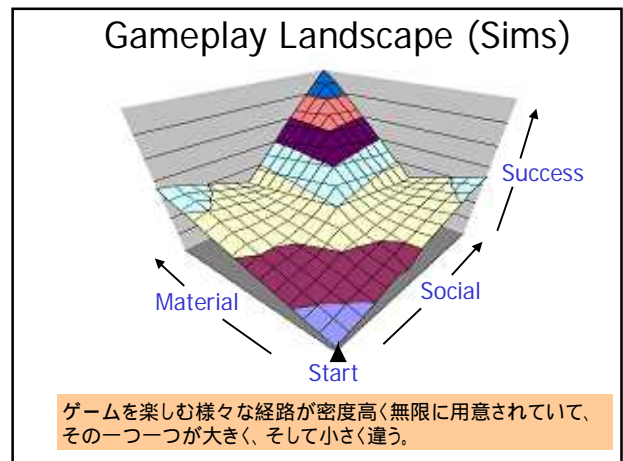 Gameplay Landscape (Sims)
Success
Material
Social
Start
ゲームを楽しむ様々な経路が密度高く無限に用意されていて、
その一つ一つが大きく、そして小さく違う。